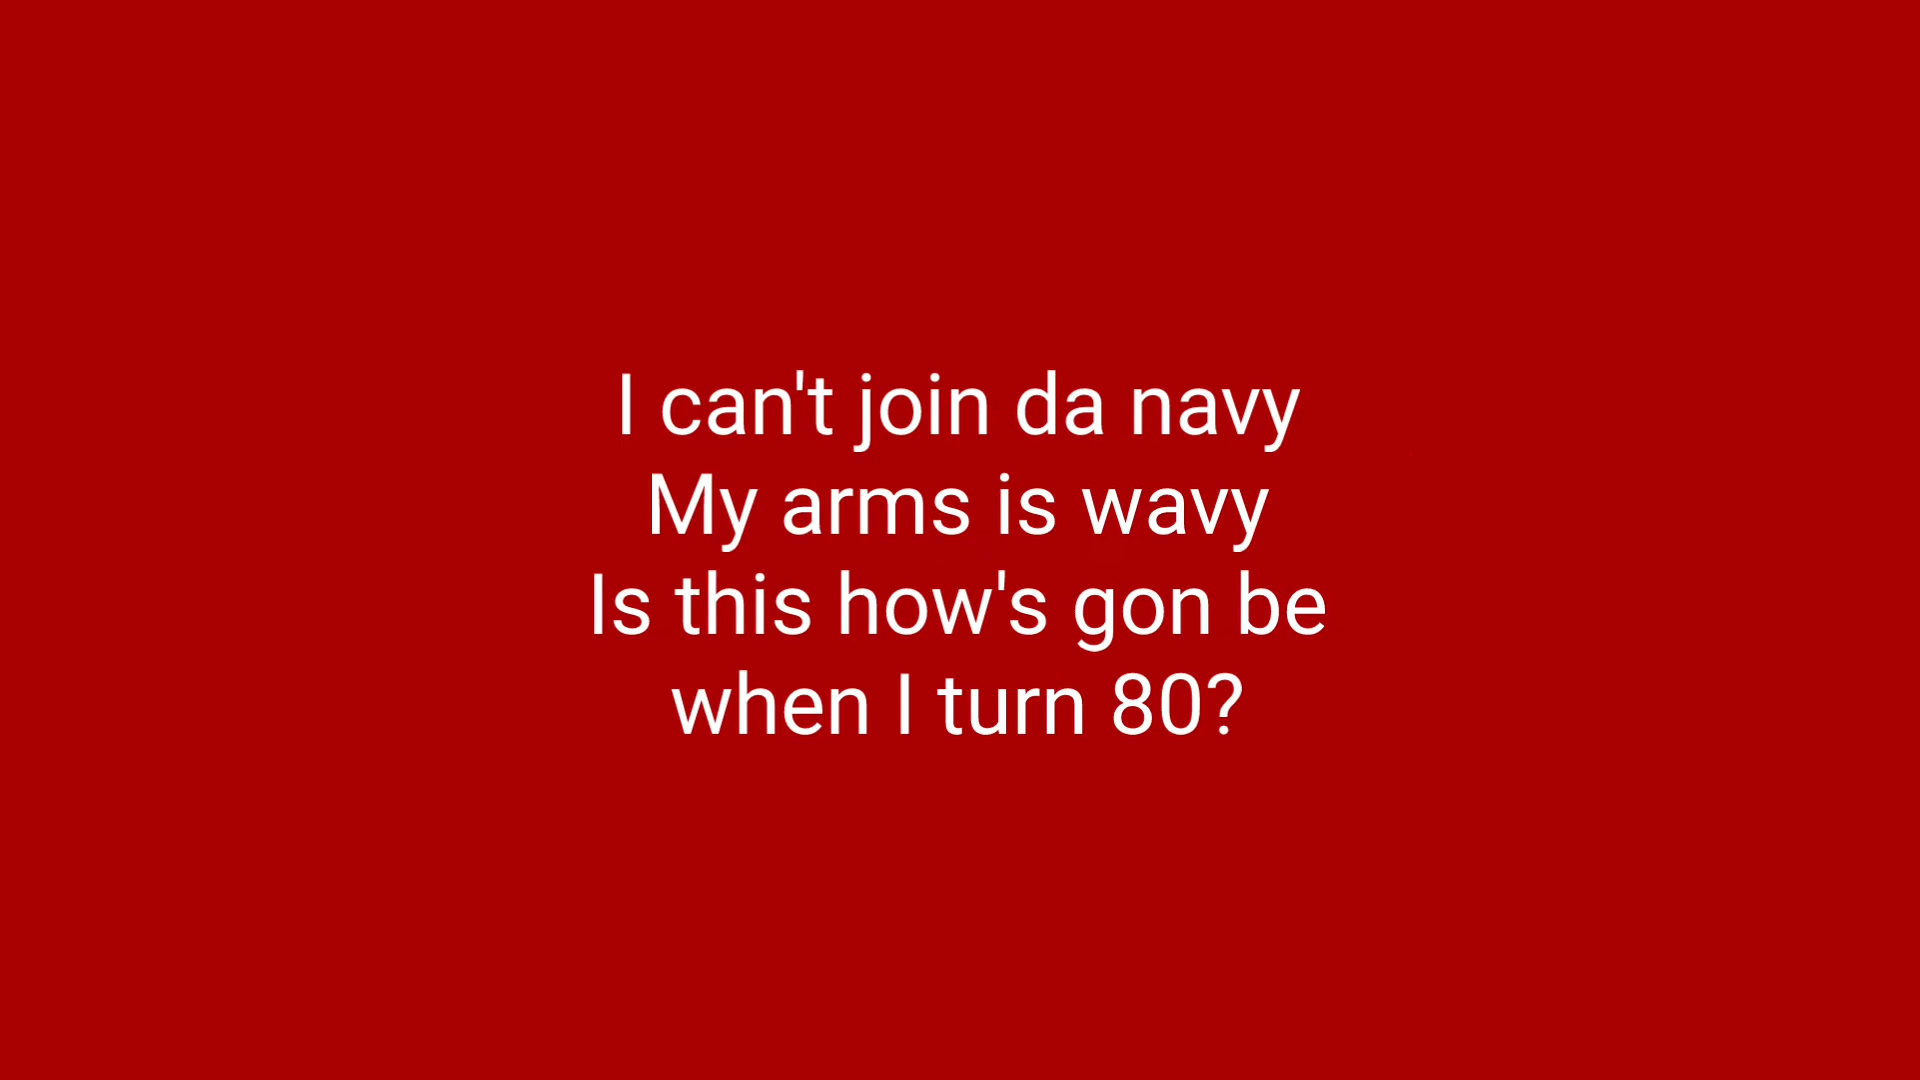 I can't join da navy
My arms is wavy
Is this how's gon be
when I turn 80?